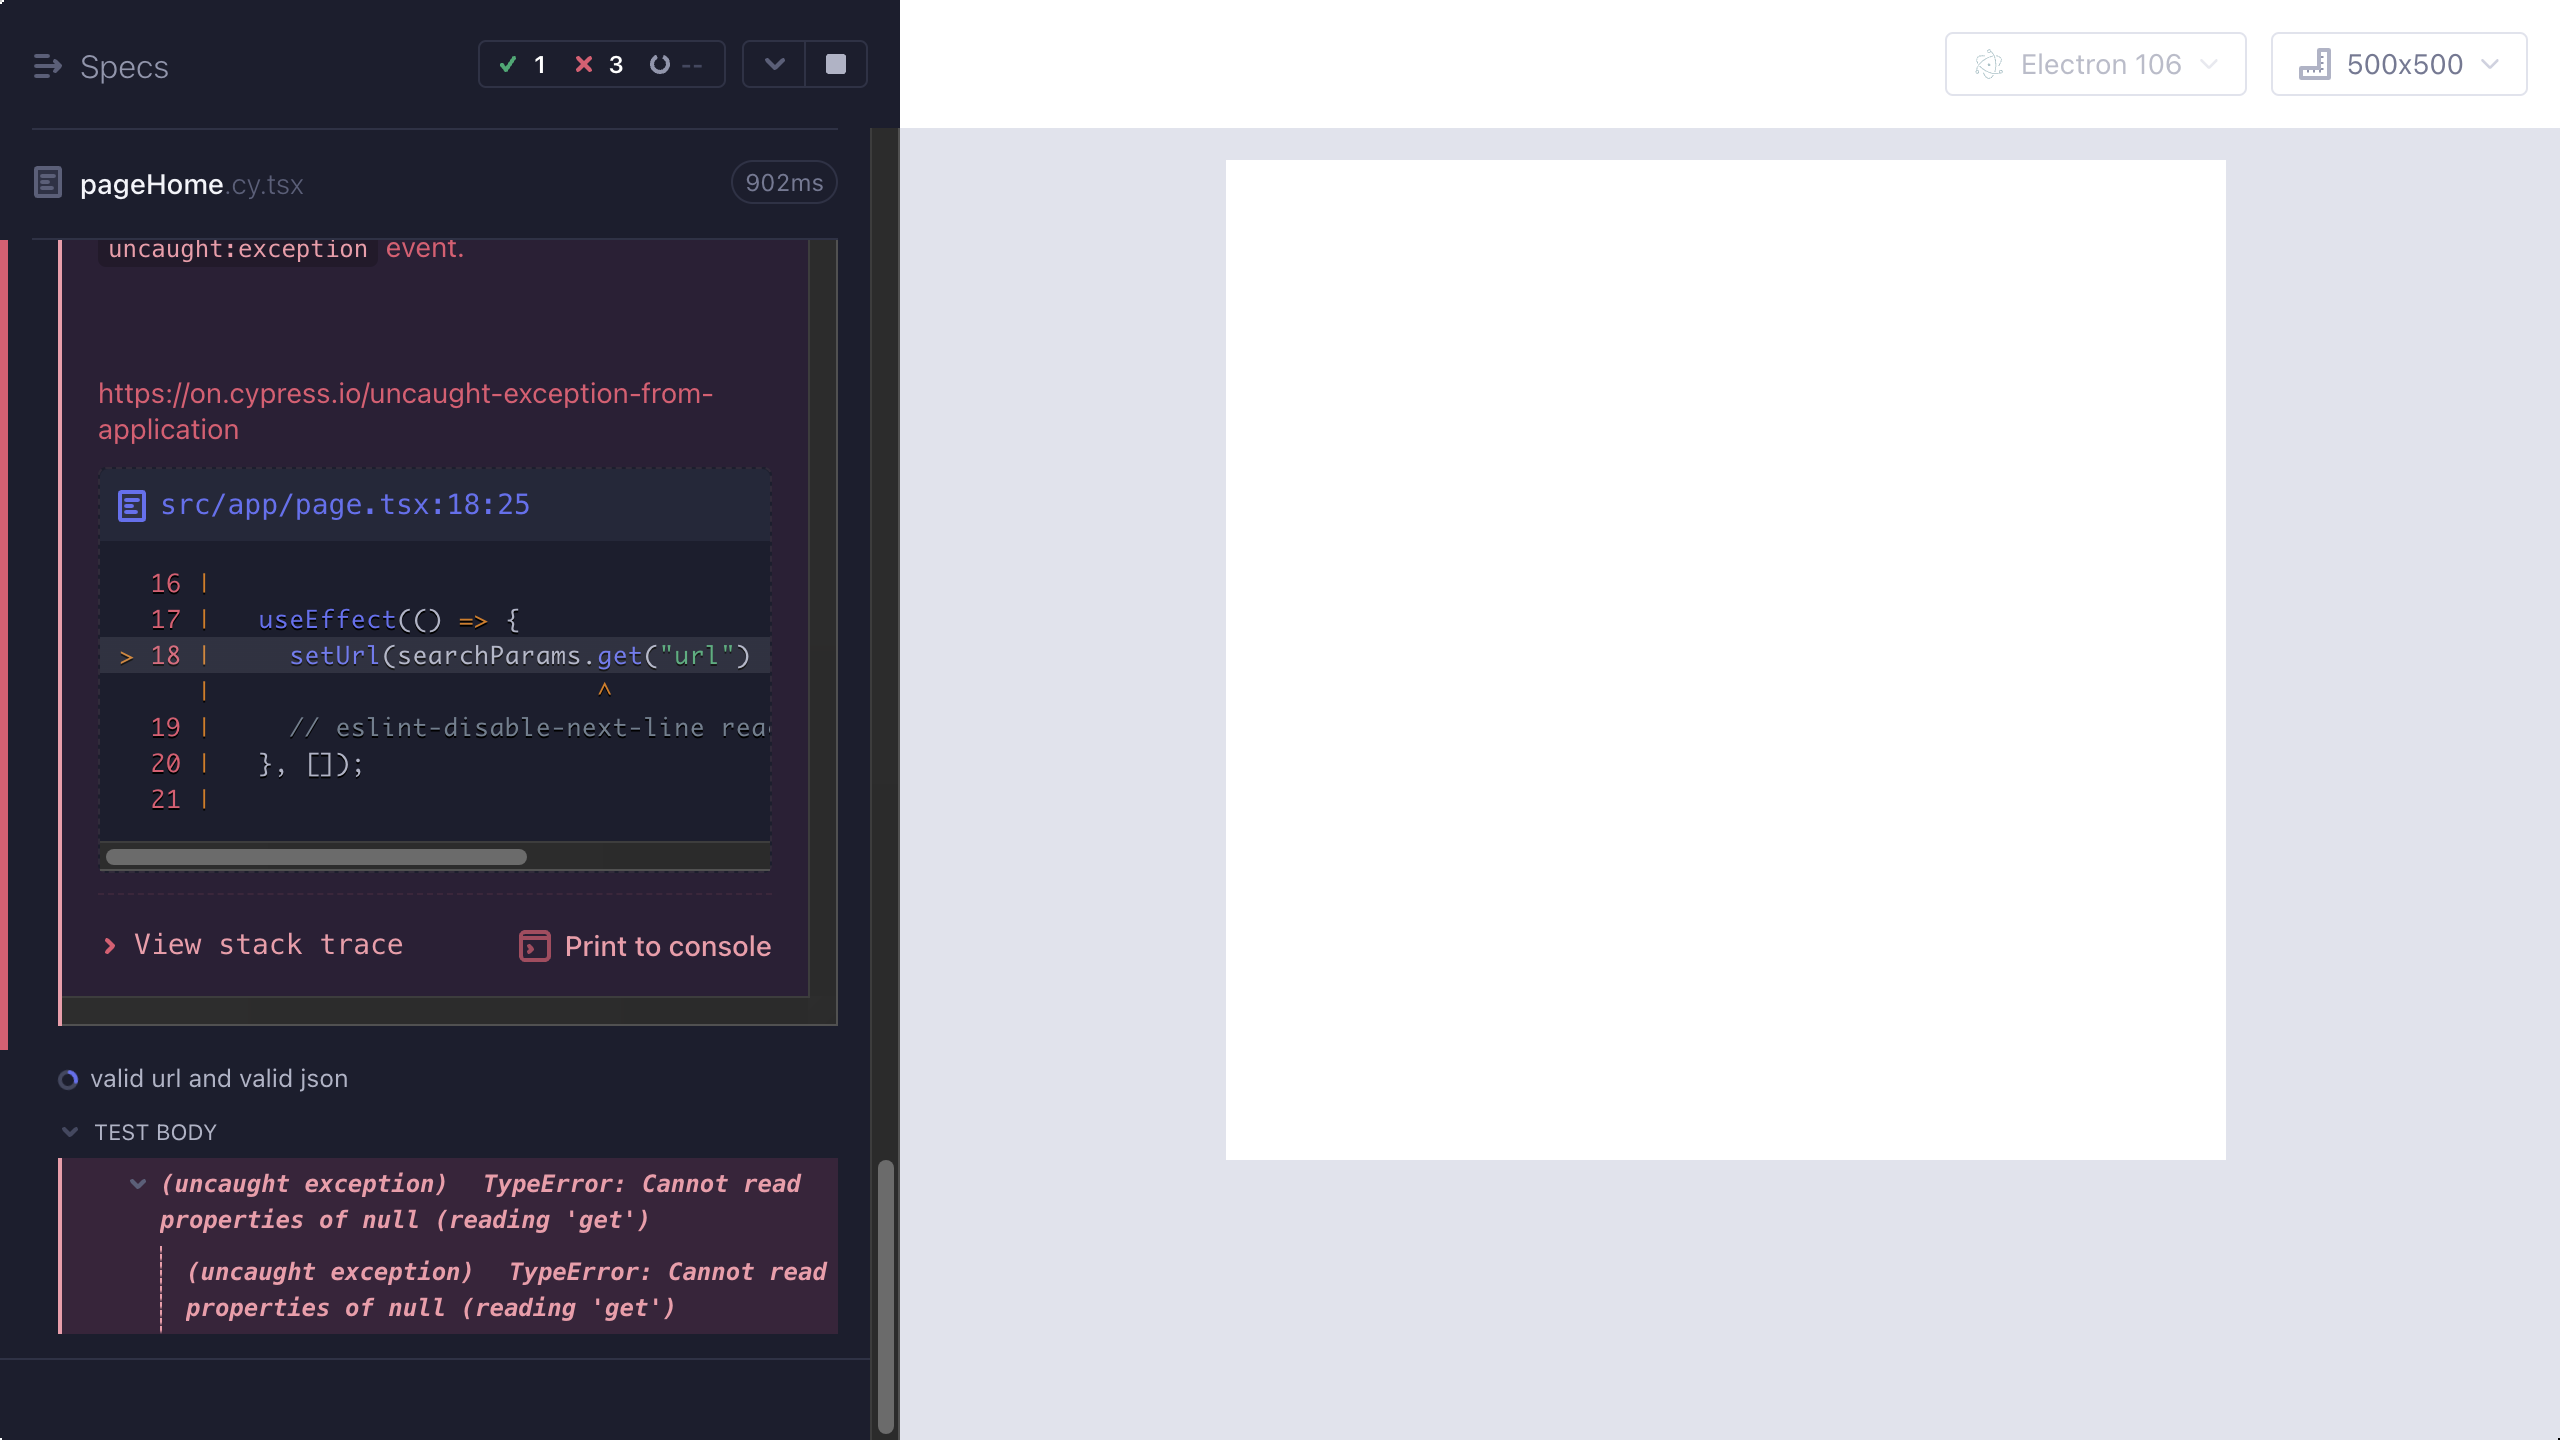 Specs
1 3 --
Electron 106
500x500
pageHome.cy.tsx
902ms
uncaught:exception event.
https://on.cypress.io/uncaught-exception-from-
application
src/app/page.tsx:18:25
16 |
17 | useEffect(() => {
> 18 | setUrl(searchParams.get("url")
| ^
19 | // eslint-disable-next-line rea
20 | }, []);
21 |
View stack trace
Print to console
valid url and valid json
TEST BODY
(uncaught exception) TypeError: Cannot read
properties of null (reading 'get')
(uncaught exception) TypeError: Cannot read
properties of null (reading 'get')